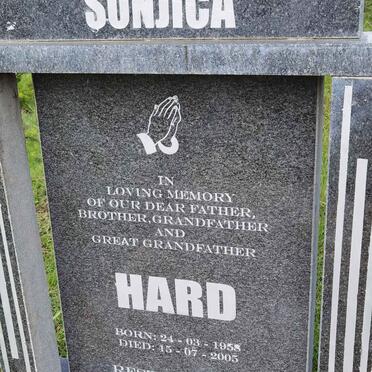 SONJICA
IN
LOVING MEMORY
OF OUR DEAR FATHER,
BROTHER, GRANDFATHER
AND
GREAT GRANDFATHER
HARD
BORN: 24 - 03 - 1958
DIED: 15 - 07 - 2005